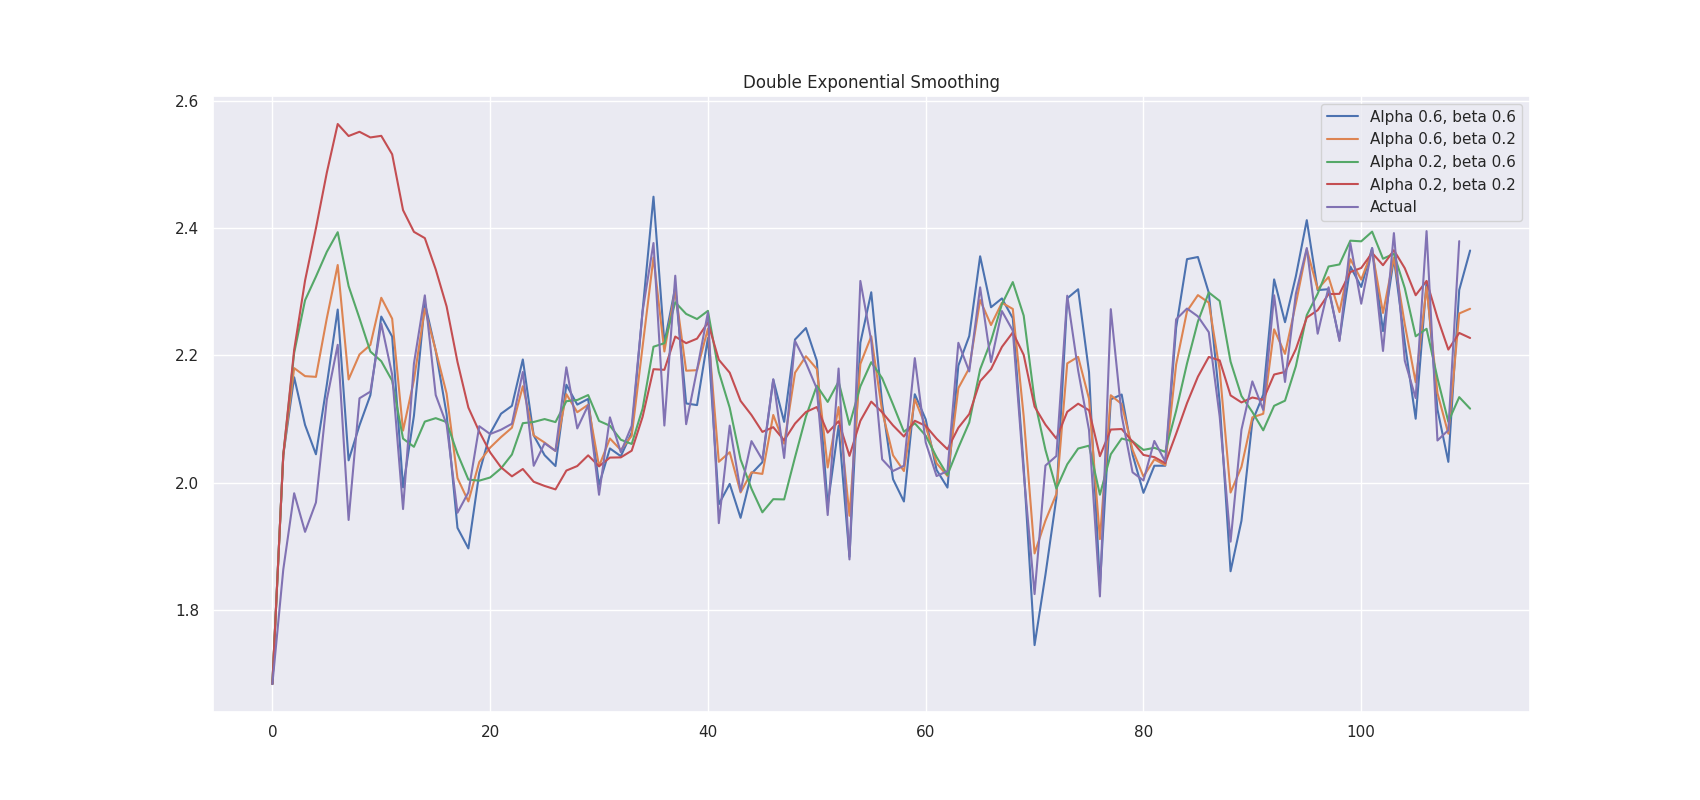 Double Exponential Smoothing
2.6
2.4
2.2
2.0
1.8
Alpha 0.6, beta 0.6
Alpha 0.6, beta 0.2
Alpha 0.2, beta 0.6
Alpha 0.2, beta 0.2
Actual
0 20 40 60 80 100